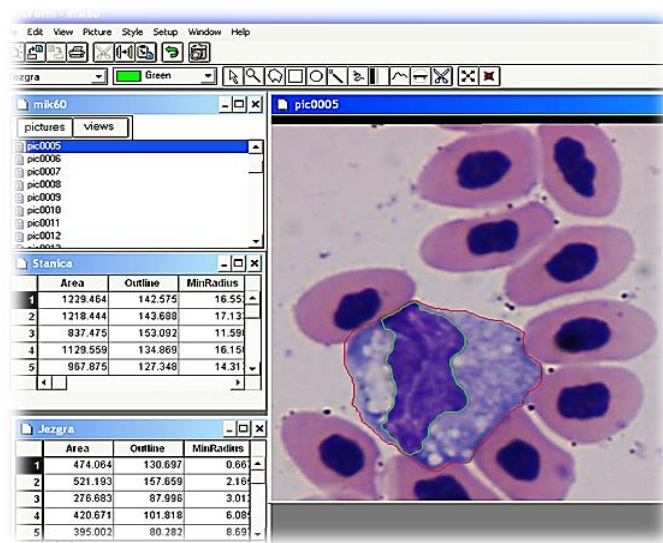 Edit View Picture Style Setup Window Help
Green
mik60
pictures views
pic0005
pic0006
pic0007
pic0008
pic0009
pic0010
pic0011
pic0012
pic0005
Stanica
Area Outline MinRadius
1 1229.464 142.575
2 1218.444 143.688
3 837.475 153.092
4 1129.559 134.869
5 967.875 127.348
Jezgra
Area Outline MinRadius
1 474.064 130.697
2 521.193 157.659
3 276.683 87.996
4 420.671 101.818
5 395.002 80.282